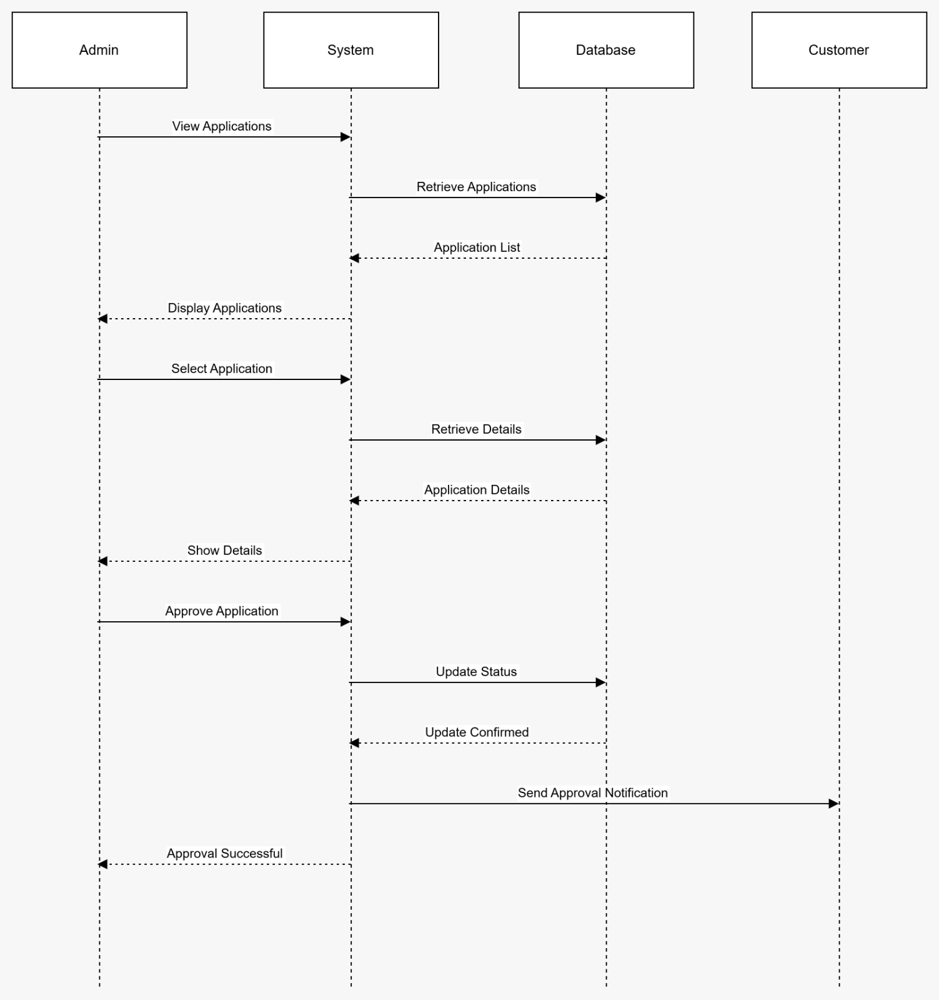 Admin
System
Database
Customer
View Applications
Retrieve Applications
Application List
Display Applications
Select Application
Retrieve Details
Application Details
Show Details
Approve Application
Update Status
Update Confirmed
Send Approval Notification
Approval Successful